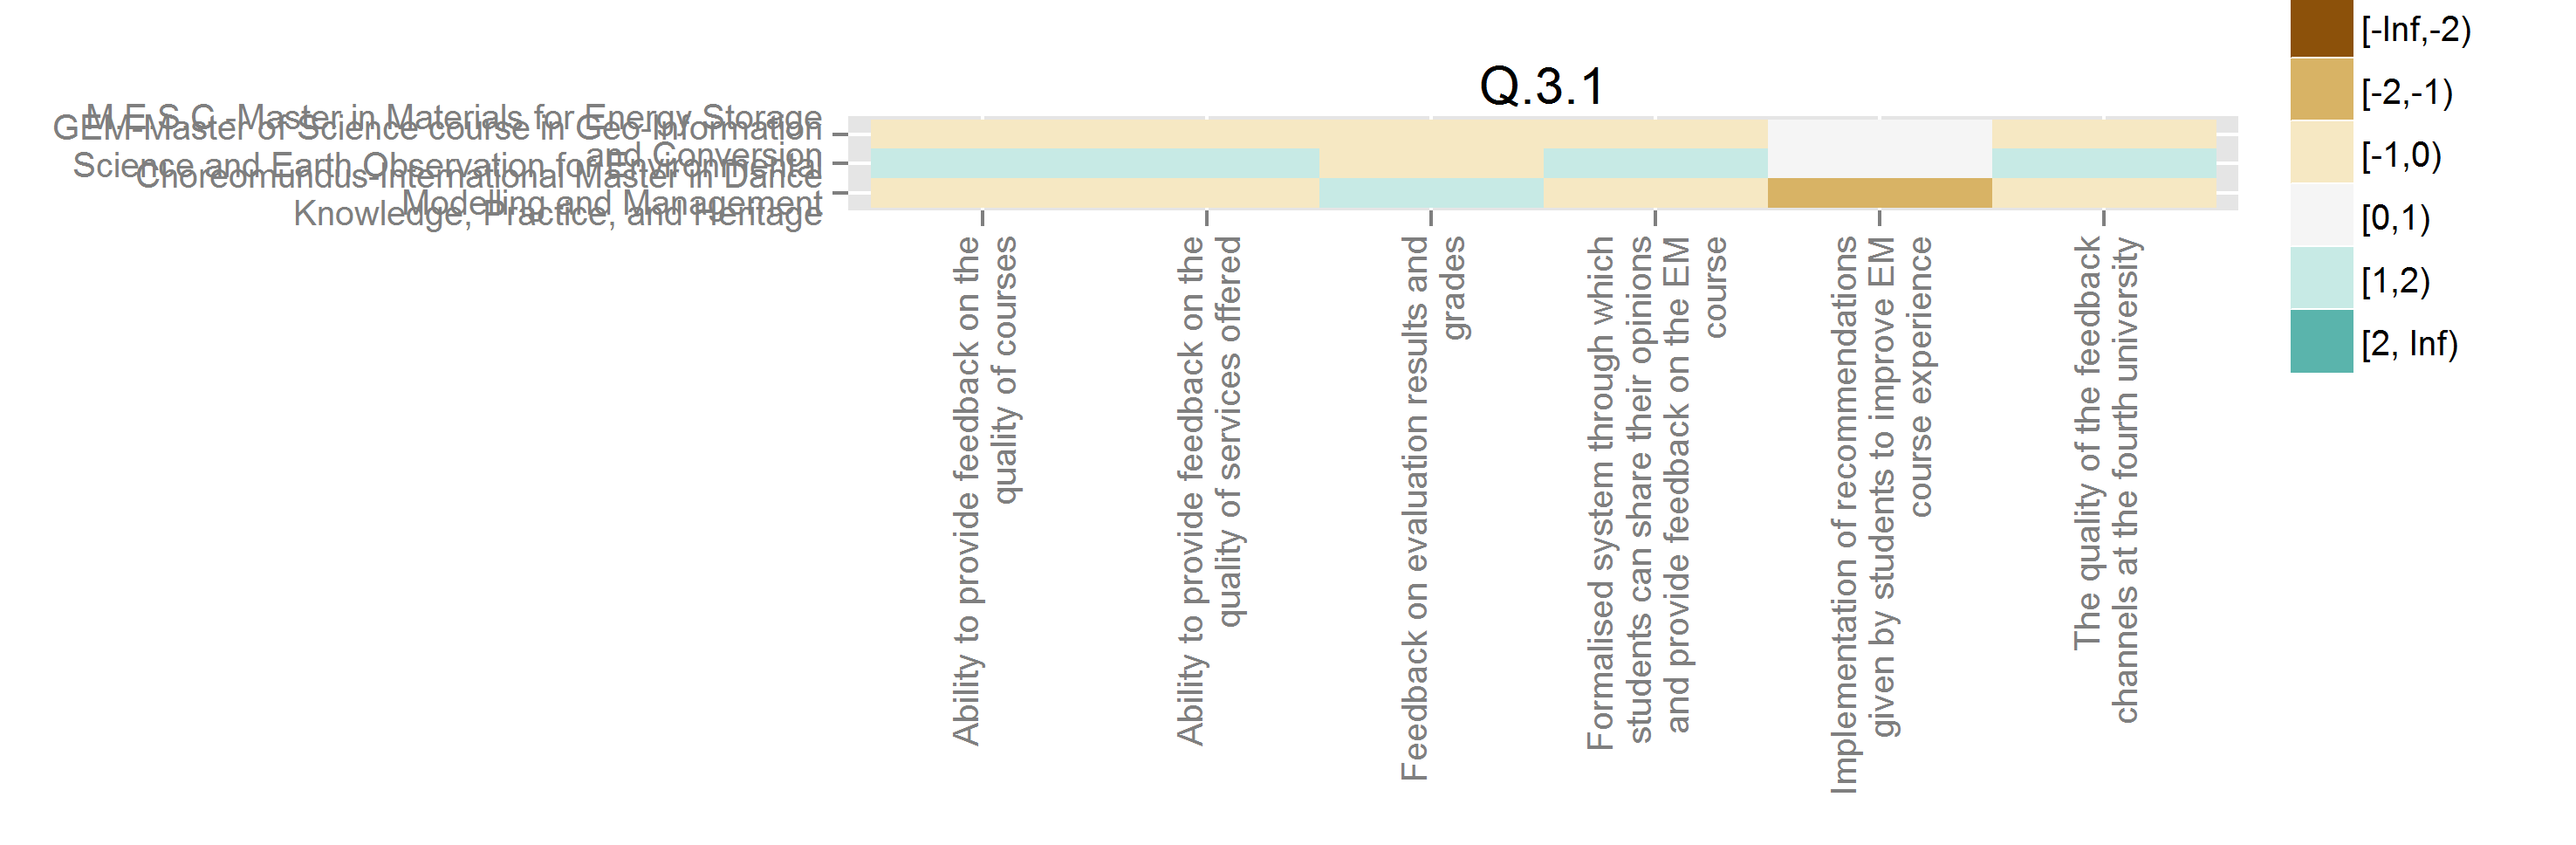 Q.3.1
M.E.S.C.-Master in Materials for Energy Storage
and Conversion
GEM-Master of Science course in Geo-Information
Science and Earth Observation for Environmental
Modelling and Management
Choreomundus-International Master in Dance
Knowledge, Practice, and Heritage
Ability to provide feedback on the
quality of courses
Ability to provide feedback on the
quality of services offered
Feedback on evaluation results and
grades
Formalised system through which
students can share their opinions
and provide feedback on the EM
course
Implementation of recommendations
given by students to improve EM
course experience
The quality of the feedback
channels at the fourth university
[-Inf,-2)
[-2,-1)
[-1,0)
[0,1)
[1,2)
[2, Inf)